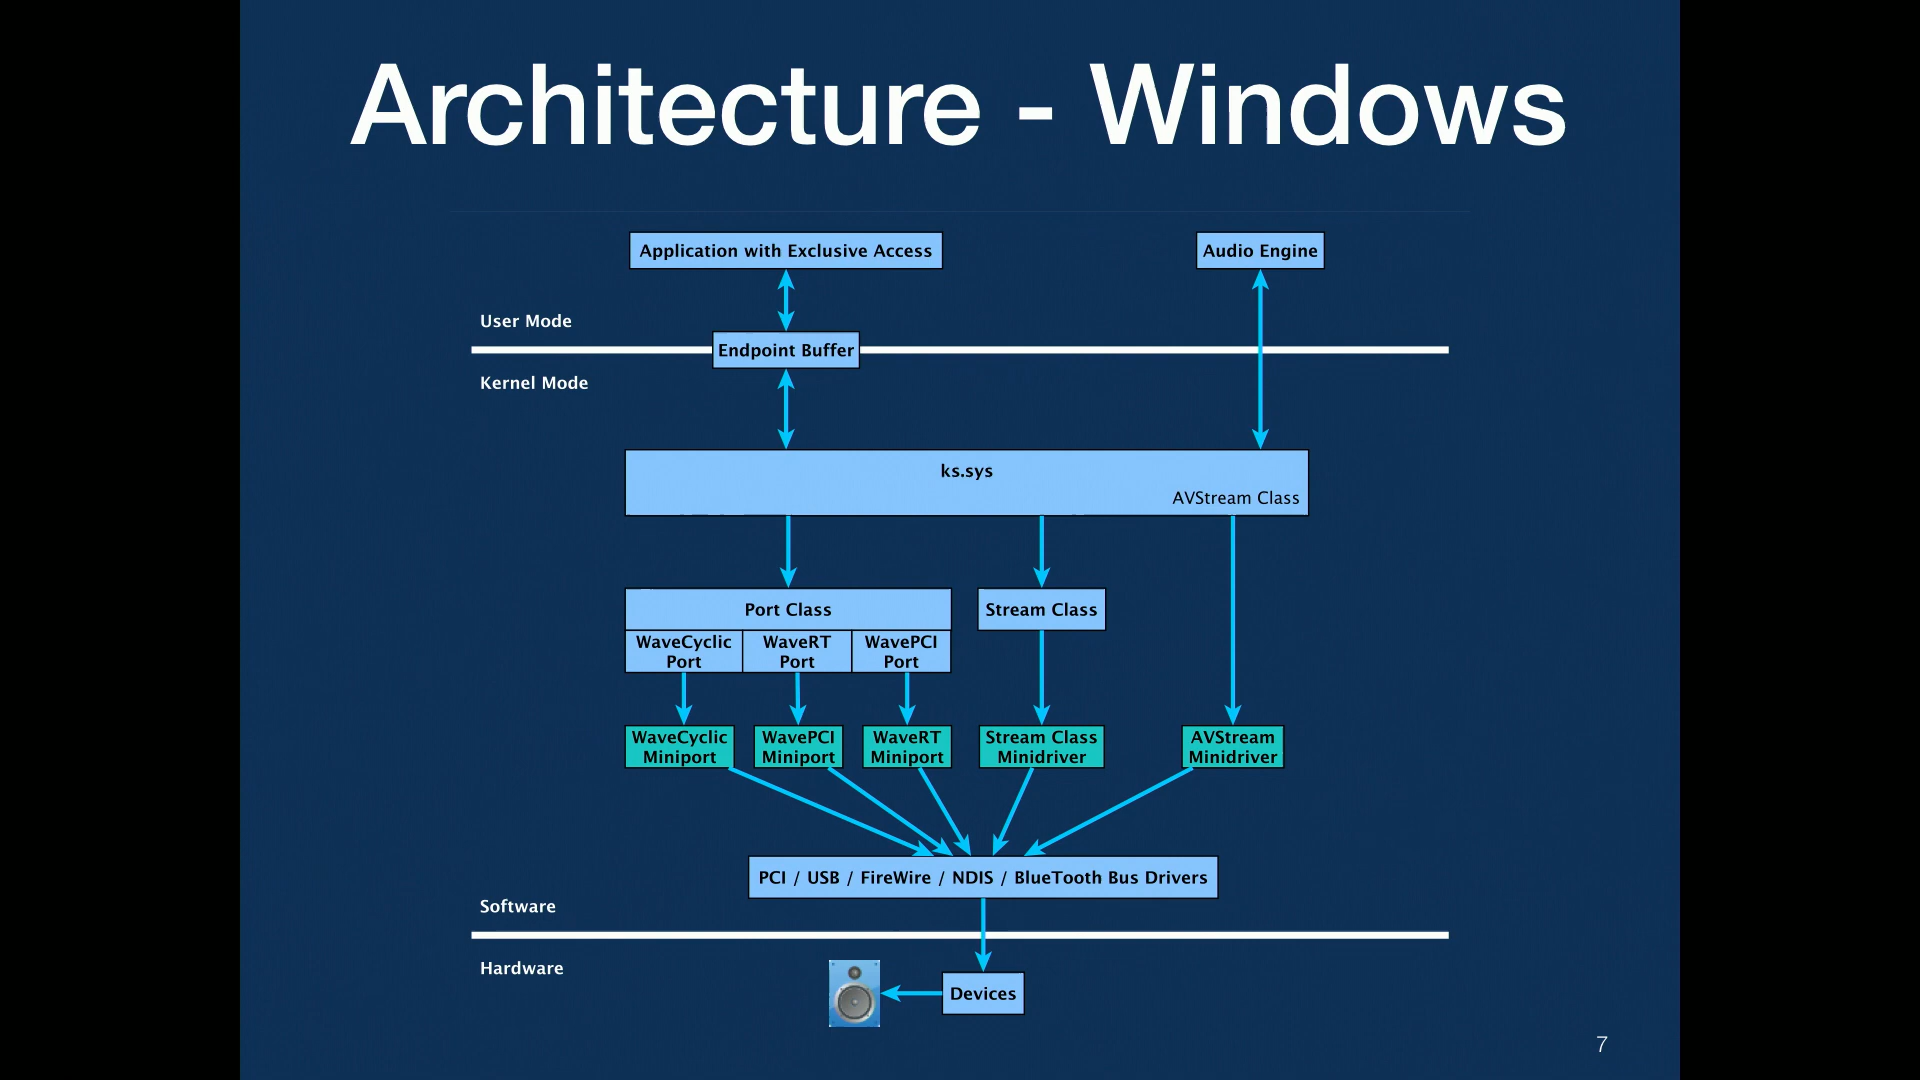 Architecture - Windows
Application with Exclusive Access
Audio Engine
User Mode
Endpoint Buffer
Kernel Mode
ks.sys
AVStream Class
Port Class
Stream Class
WaveCyclic
Port
WaveRT
Port
WavePCI
Port
WaveCyclic
Miniport
WavePCI
Miniport
WaveRT
Miniport
Stream Class
Minidriver
AVStream
Minidriver
PCI / USB / FireWire / NDIS / BlueTooth Bus Drivers
Software
Hardware
Devices
7